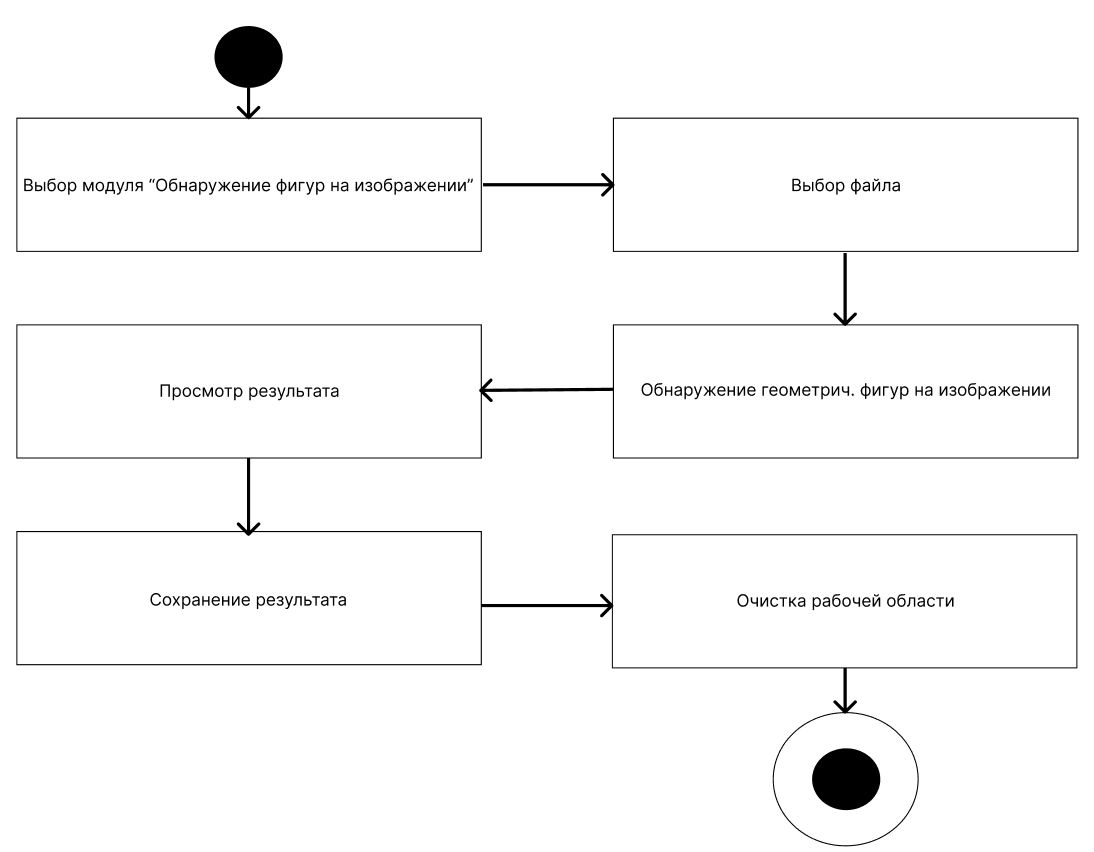 Выбор модуля “Обнаружение фигур на изображении”
Выбор файла
Обнаружение геометрич. фигур на изображении
Просмотр результата
Сохранение результата
Очистка рабочей области